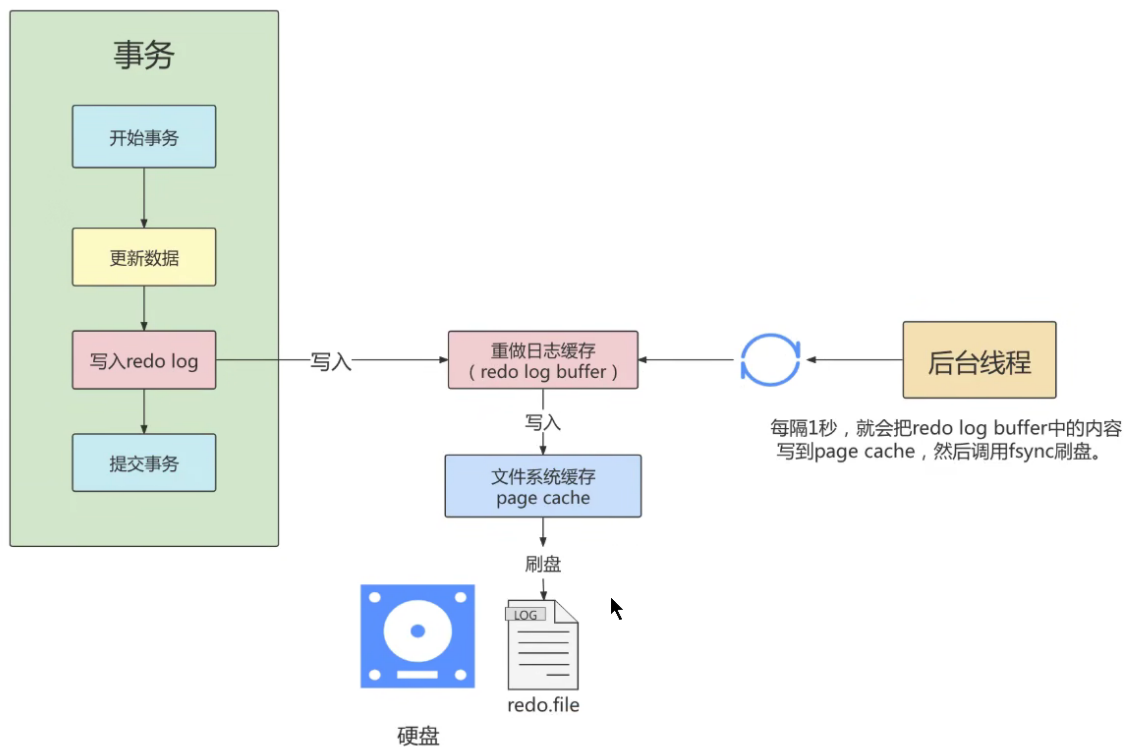 事务
开始事务
更新数据
写入redo log
提交事务
写入
重做日志缓存
（redo log buffer）
写入
文件系统缓存
page cache
刷盘
LOG
redo.file
硬盘
后台线程
每隔1秒，就会把redo log buffer中的内容
写到page cache，然后调用fsync刷盘。